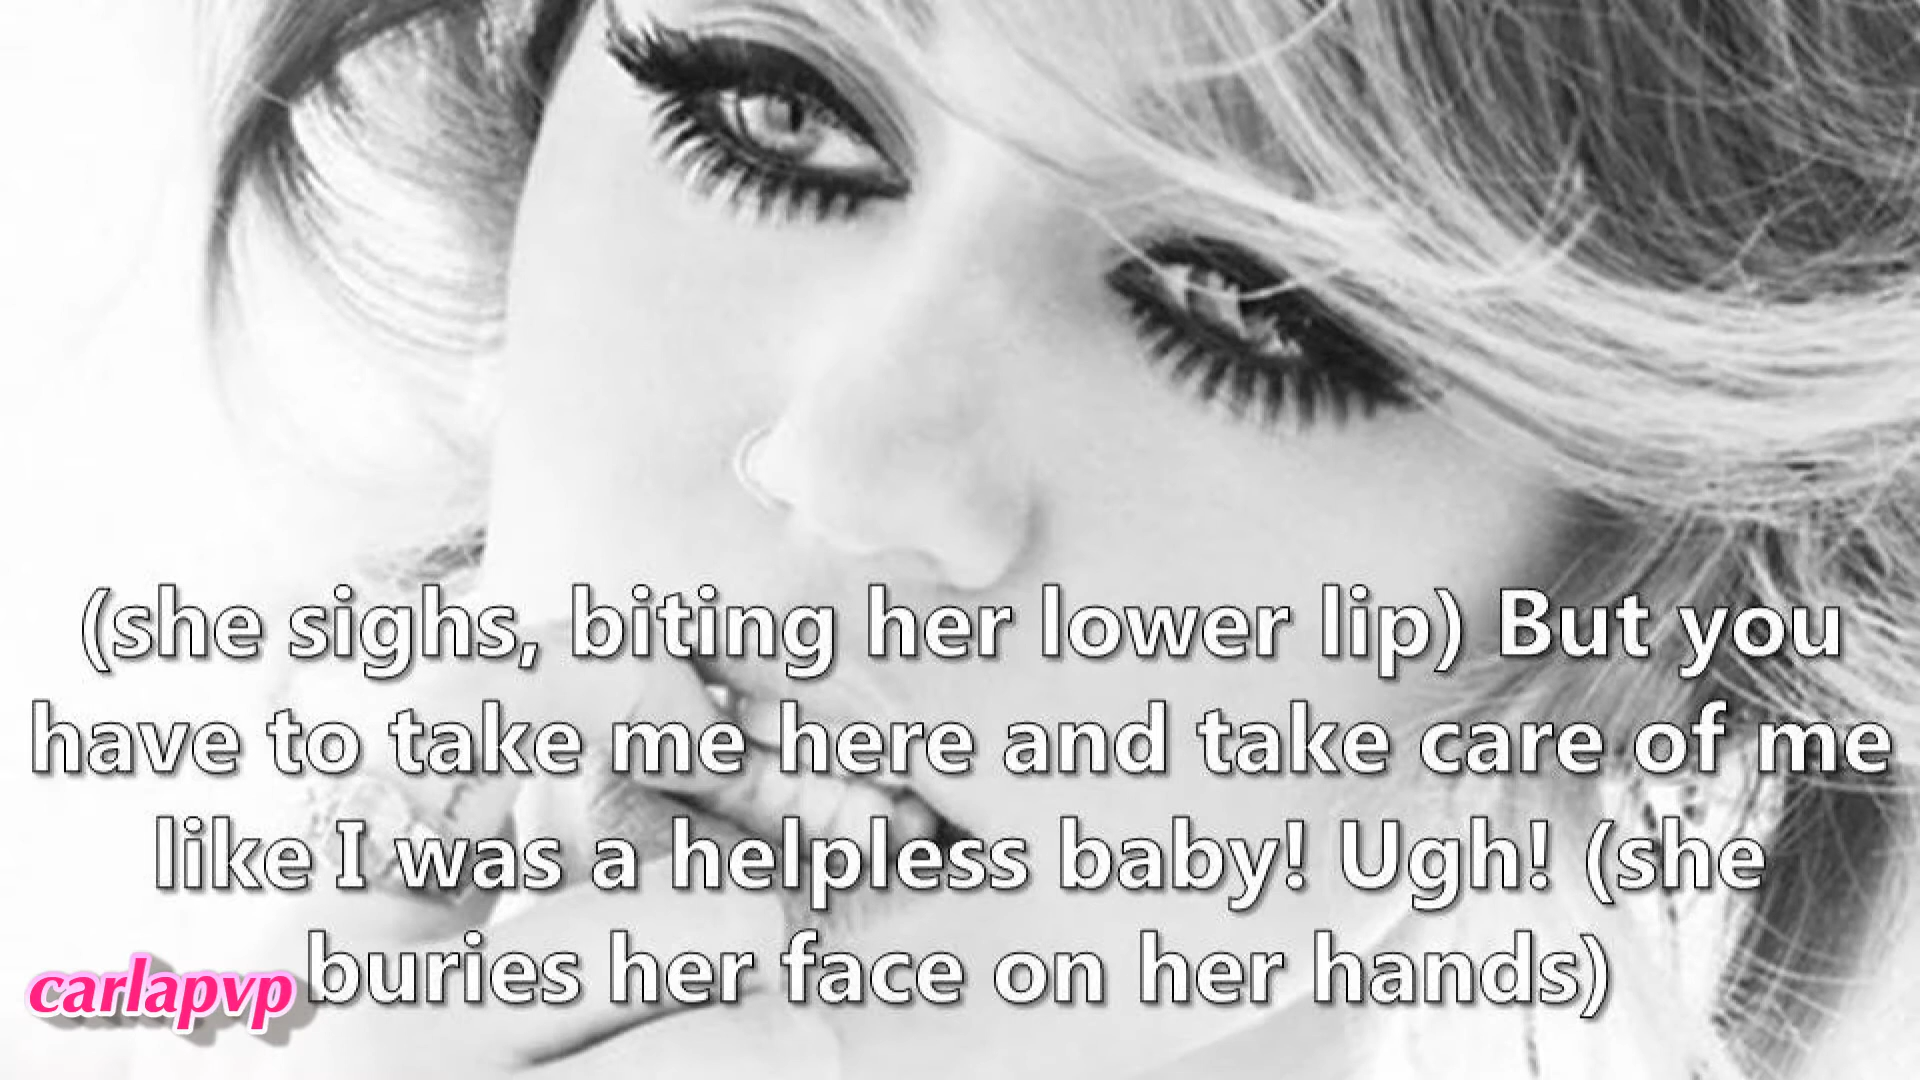 (she sighs, biting her lower lip) But you
have to take me here and take care of me
like I was a helpless baby! Ugh! (she
buries her face on her hands)
carlapvp